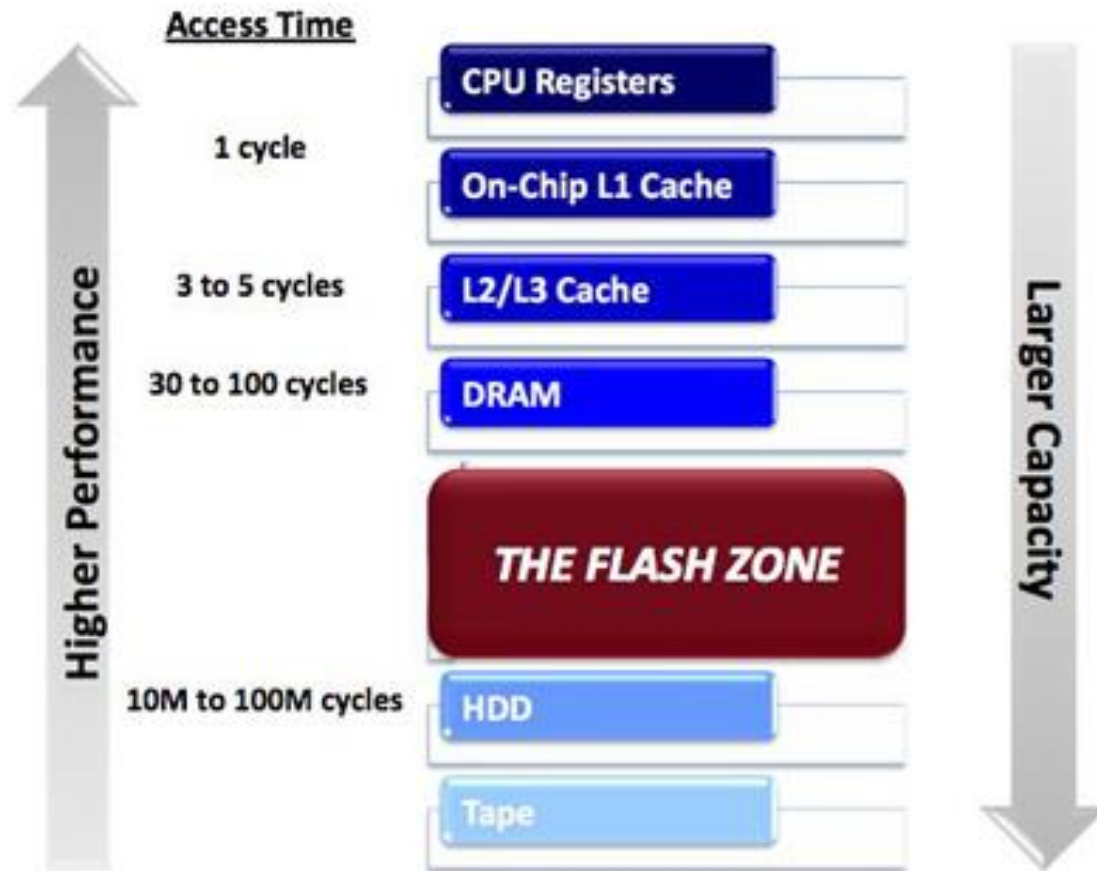 Access Time
CPU Registers
1 cycle
On-Chip L1 Cache
3 to 5 cycles
L2/L3 Cache
30 to 100 cycles
DRAM
THE FLASH ZONE
10M to 100M cycles
HDD
Tape
Higher Performance
Larger Capacity